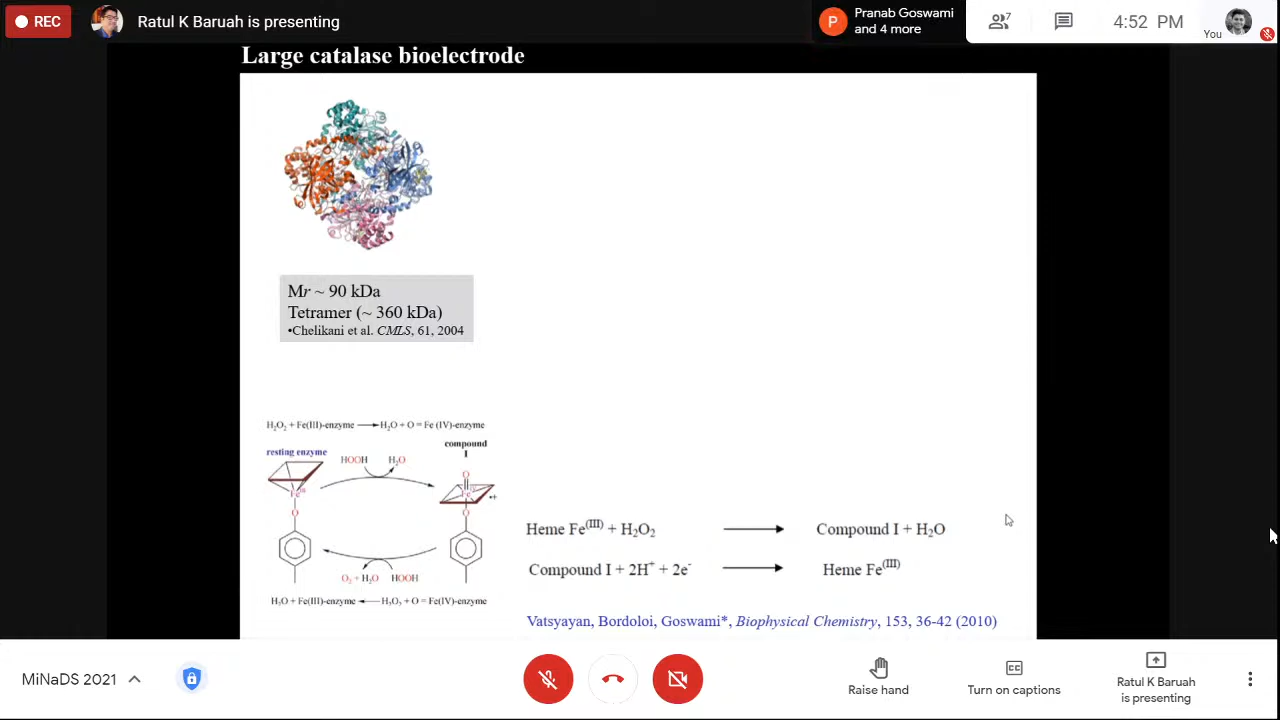 REC
Ratul K Baruah is presenting
P
Pranab Goswami
and 4 more
7
4:52 PM
You
Large catalase bioelectrode
Mr ~ 90 kDa
Tetramer (~ 360 kDa)
•Chelikani et al. CMLS, 61, 2004
H₂O₂ + Fe(III)-enzyme ⟶ H₂O + O = Fe (IV)-enzyme
resting enzyme
compound
I
HOOH
H₂O
O
Fe
Feᴵᴵᴵ
•+
O
O
O₂ + H₂O
HOOH
H₂O + Fe(III)-enzyme ⟵ H₂O₂ + O = Fe(IV)-enzyme
Heme Fe⁽ᴵᴵᴵ⁾ + H₂O₂ ⟶ Compound I + H₂O
Compound I + 2H⁺ + 2e⁻ ⟶ Heme Fe⁽ᴵᴵᴵ⁾
Vatsyayan, Bordoloi, Goswami*, Biophysical Chemistry, 153, 36-42 (2010)
MiNaDS 2021
Raise hand
Turn on captions
Ratul K Baruah
is presenting